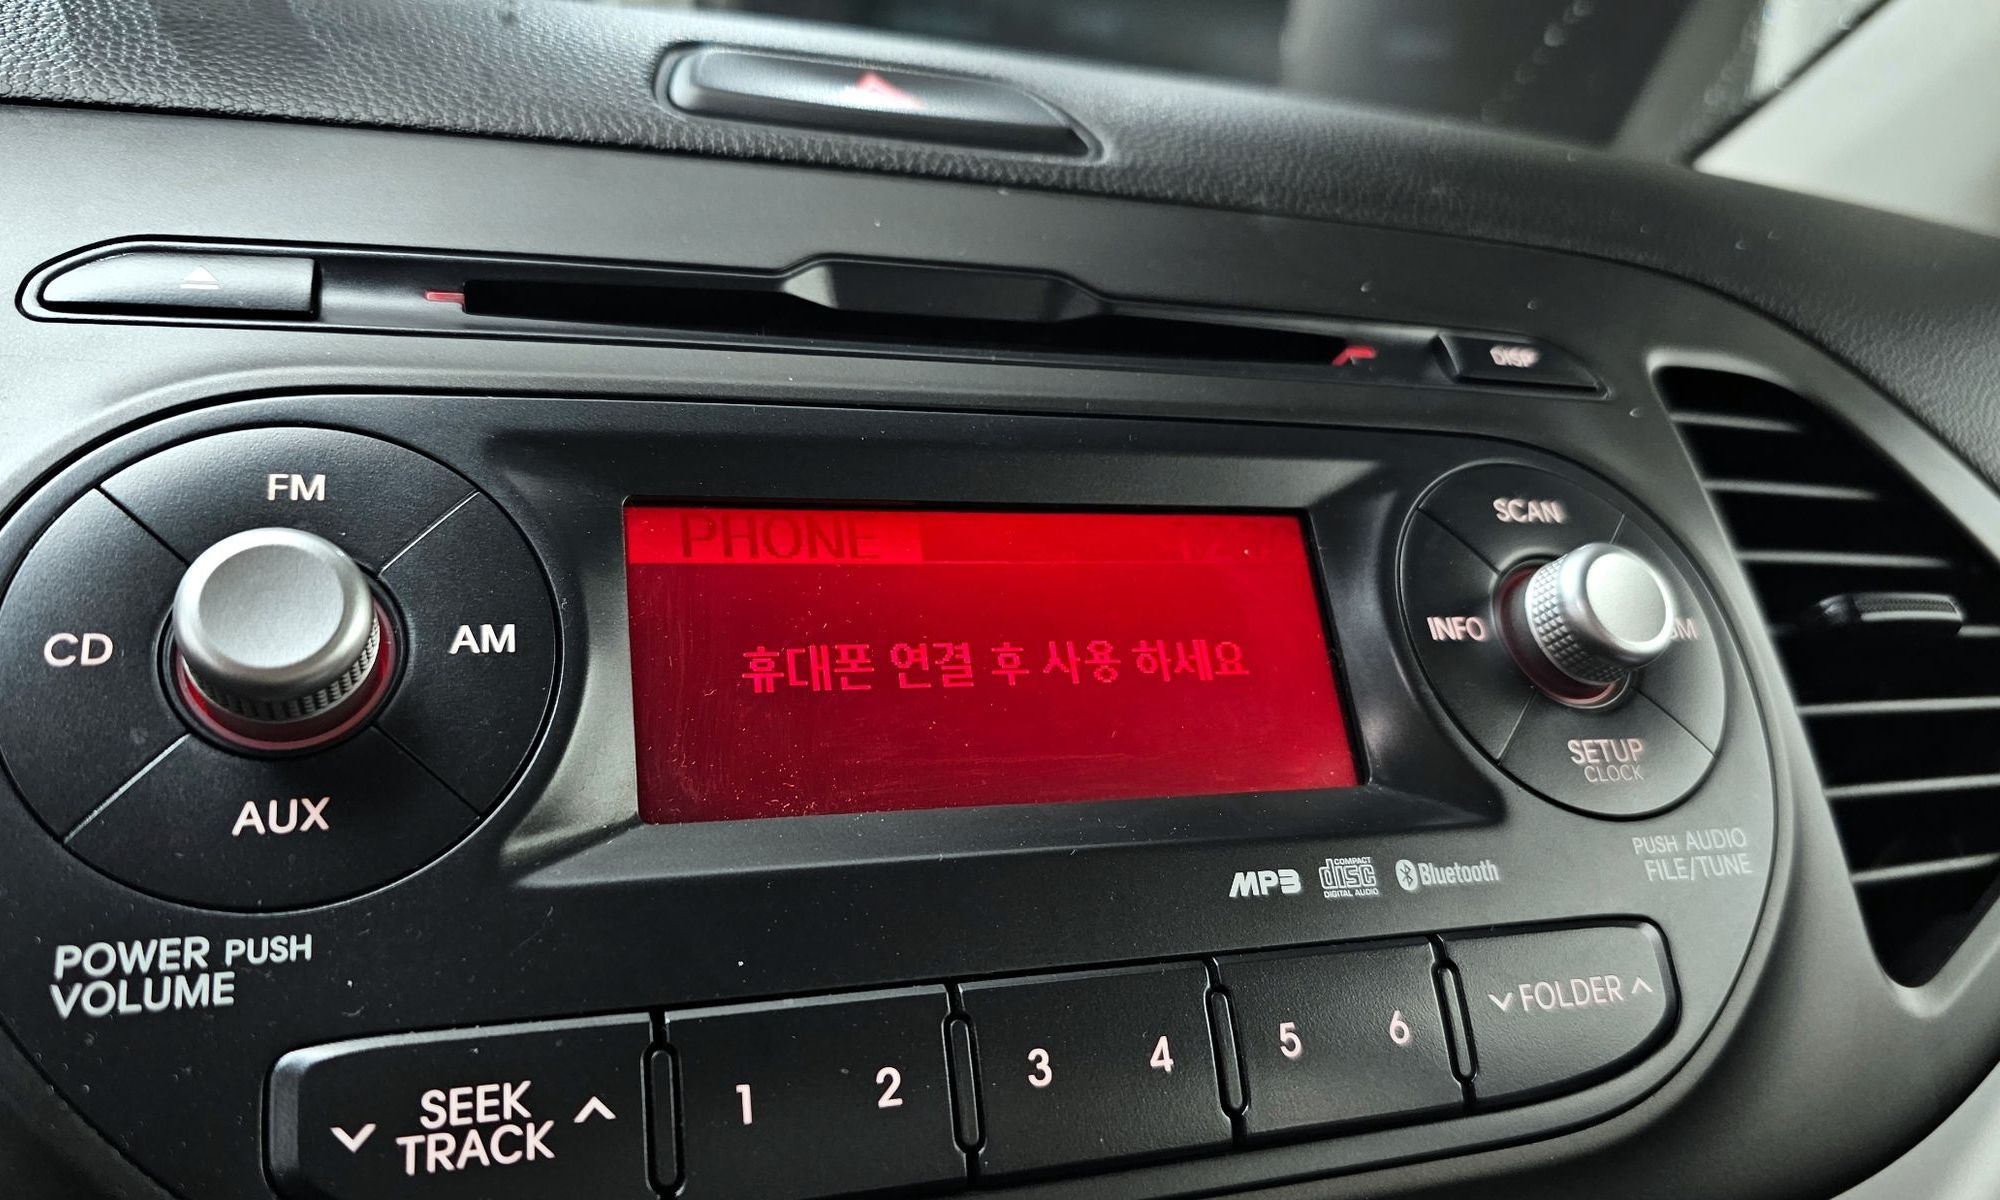 DISP
FM
CD
AM
AUX
POWER PUSH
VOLUME
PHONE
휴대폰 연결 후 사용 하세요
SCAN
INFO
SETUP
CLOCK
PUSH AUDIO
FILE/TUNE
MP3
COMPACT
disc
DIGITAL AUDIO
Bluetooth
SEEK
TRACK
1 2 3 4 5 6
FOLDER